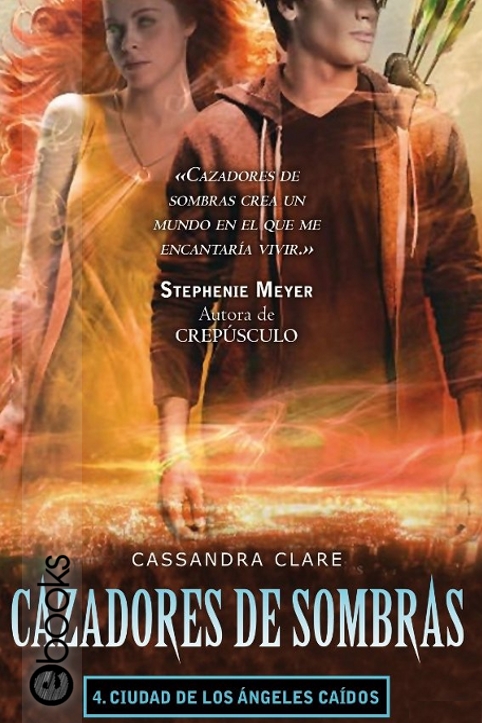 «Cazadores de
sombras crea un
mundo en el que me
encantaría vivir.»
Stephenie Meyer
Autora de
CREPÚSCULO
CASSANDRA CLARE
CAZADORES DE SOMBRAS
ebooks
4. CIUDAD DE LOS ÁNGELES CAÍDOS